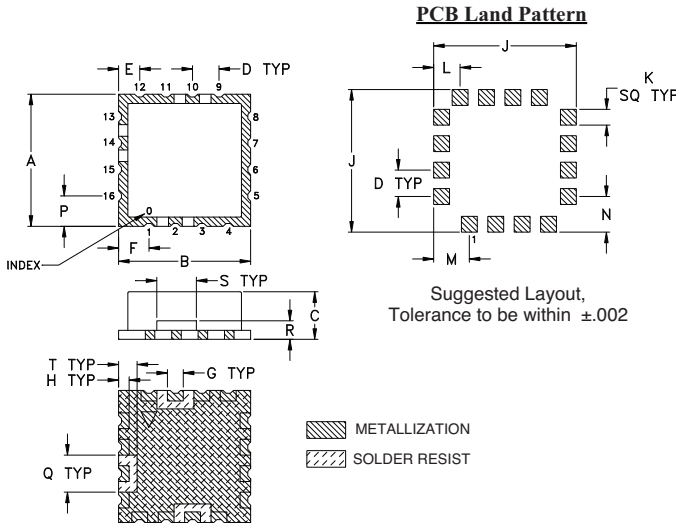 PCB Land Pattern
E
D TYP
12 11 10 9
13
14
15
16
8
7
6
5
A
P
0
1 2 3 4
F
INDEX
B
J
L
K
SQ TYP
J
D TYP
N
1
M
S TYP
C
R
Suggested Layout,
Tolerance to be within ±.002
T TYP
H TYP
G TYP
Q TYP
METALLIZATION
SOLDER RESIST